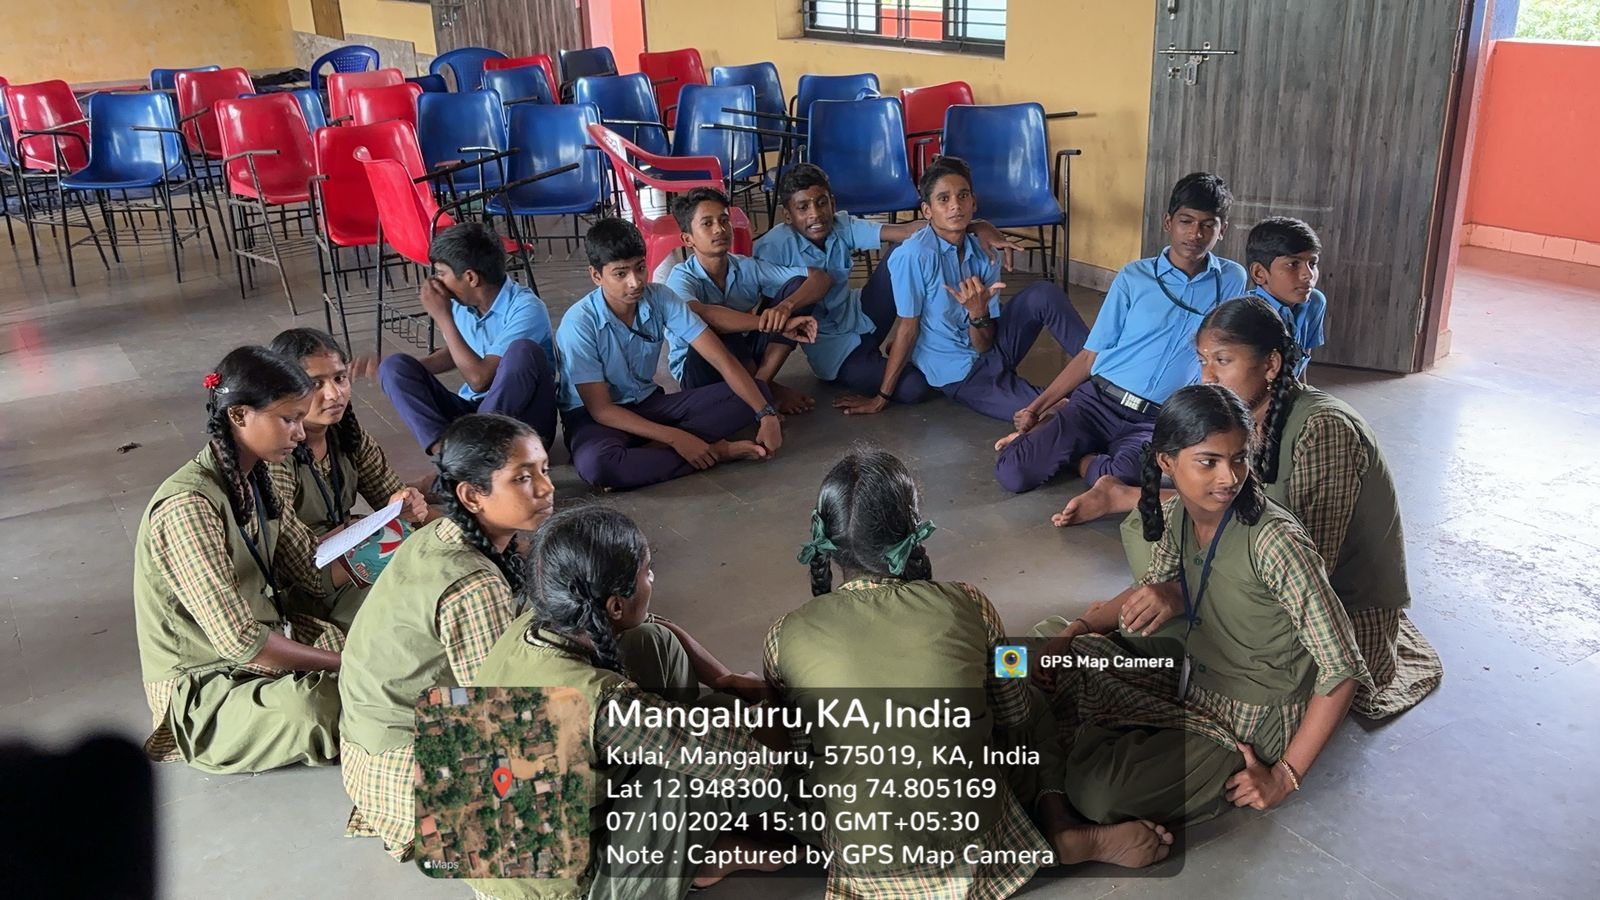 GPS Map Camera
Mangaluru,KA,India
Kulai, Mangaluru, 575019, KA, India
Lat 12.948300, Long 74.805169
07/10/2024 15:10 GMT+05:30
Note : Captured by GPS Map Camera
Maps